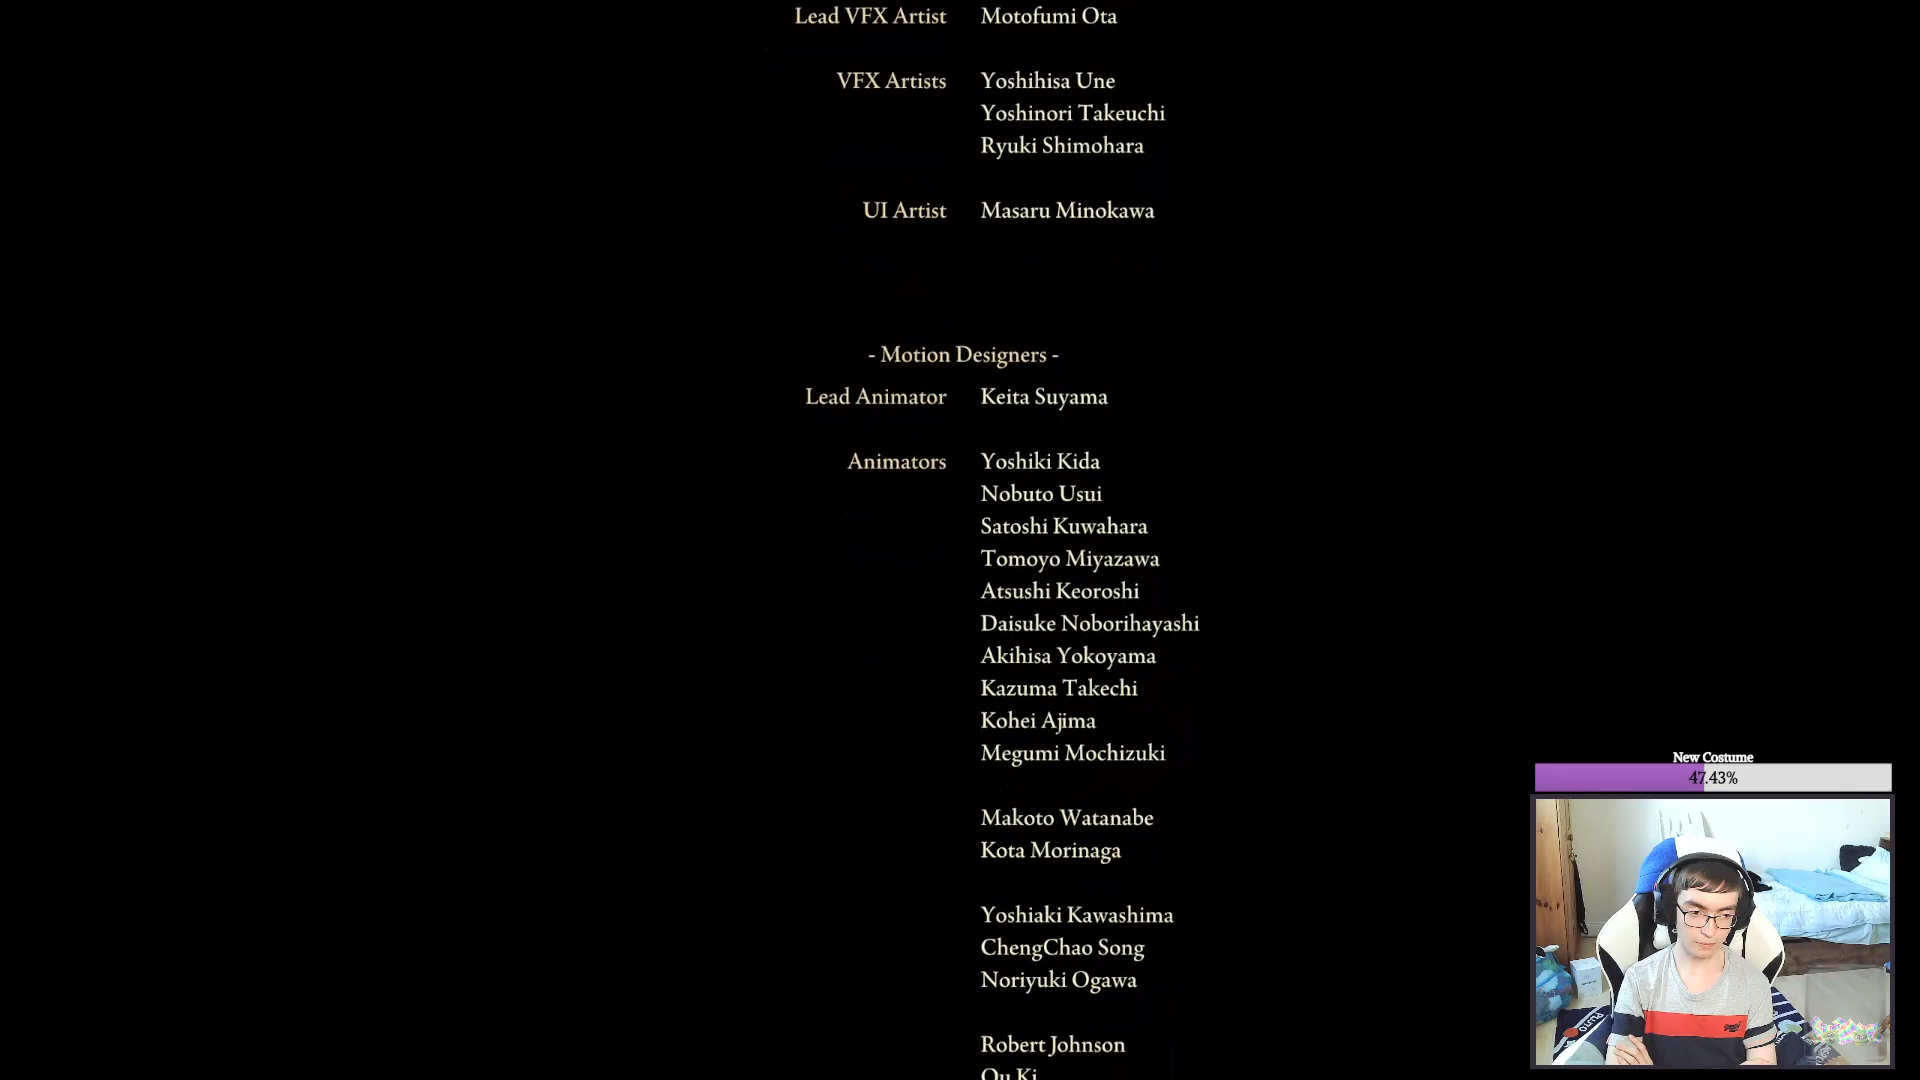 Lead VFX Artist Motofumi Ota
VFX Artists Yoshihisa Une
Yoshinori Takeuchi
Ryuki Shimohara
UI Artist Masaru Minokawa
- Motion Designers -
Lead Animator Keita Suyama
Animators Yoshiki Kida
Nobuto Usui
Satoshi Kuwahara
Tomoyo Miyazawa
Atsushi Keoroshi
Daisuke Noborihayashi
Akihisa Yokoyama
Kazuma Takechi
Kohei Ajima
Megumi Mochizuki
Makoto Watanabe
Kota Morinaga
Yoshiaki Kawashima
ChengChao Song
Noriyuki Ogawa
Robert Johnson
Ou Ki
New Costume
47.43%
PLUTO